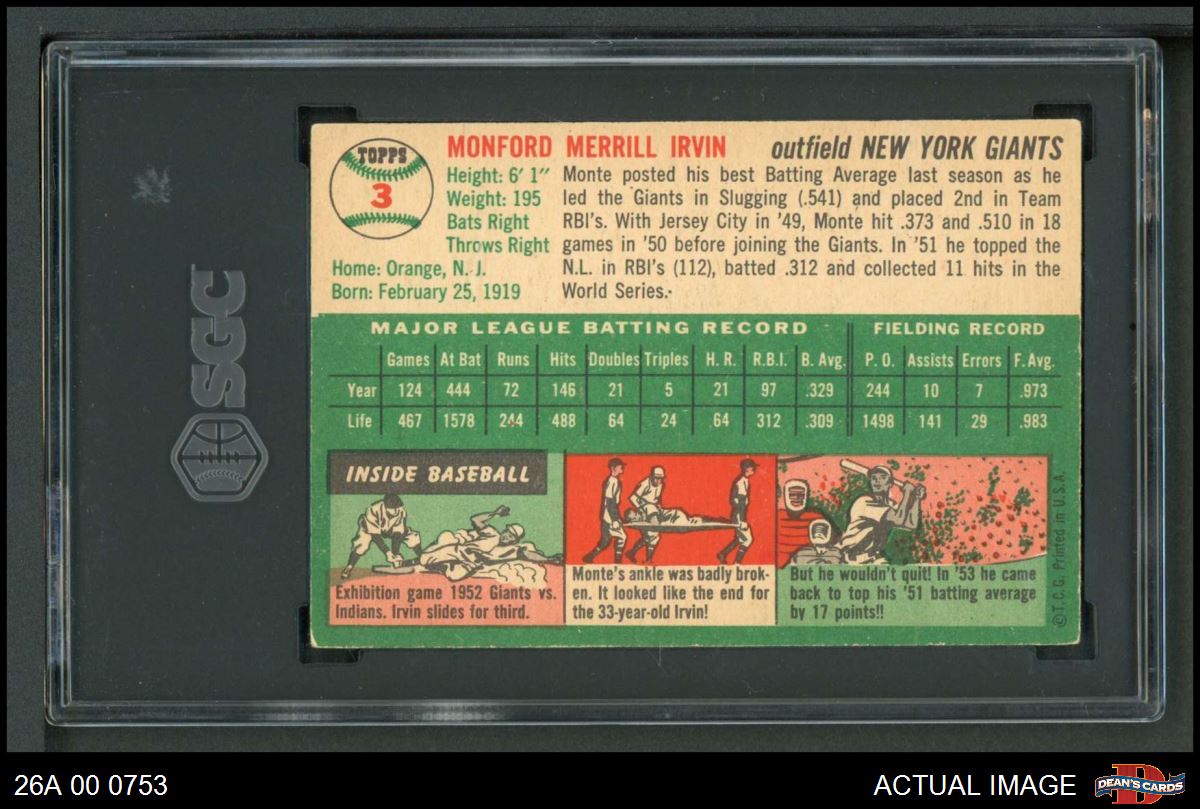 TOPPS
3
MONFORD MERRILL IRVIN outfield NEW YORK GIANTS
Height: 6' 1"
Weight: 195
Bats Right
Throws Right
Home: Orange, N. J.
Born: February 25, 1919
Monte posted his best Batting Average last season as he
led the Giants in Slugging (.541) and placed 2nd in Team
RBI's. With Jersey City in '49, Monte hit .373 and .510 in 18
games in '50 before joining the Giants. In '51 he topped the
N.L. in RBI's (112), batted .312 and collected 11 hits in the
World Series.
MAJOR LEAGUE BATTING RECORD FIELDING RECORD
Games At Bat Runs Hits Doubles Triples H. R. R.B.I. B. Avg. P. O. Assists Errors F. Avg.
Year 124 444 72 146 21 5 21 97 .329 244 10 7 .973
Life 467 1578 244 488 64 24 64 312 .309 1498 141 29 .983
INSIDE BASEBALL
Exhibition game 1952 Giants vs.
Indians. Irvin slides for third.
Monte's ankle was badly brok-
en. It looked like the end for
the 33-year-old Irvin!
But he wouldn't quit! In '53 he came
back to top his '51 batting average
by 17 points!!
©T.C.G. Printed in U.S.A.
SGC
26A 00 0753
ACTUAL IMAGE
D
DEAN'S CARDS